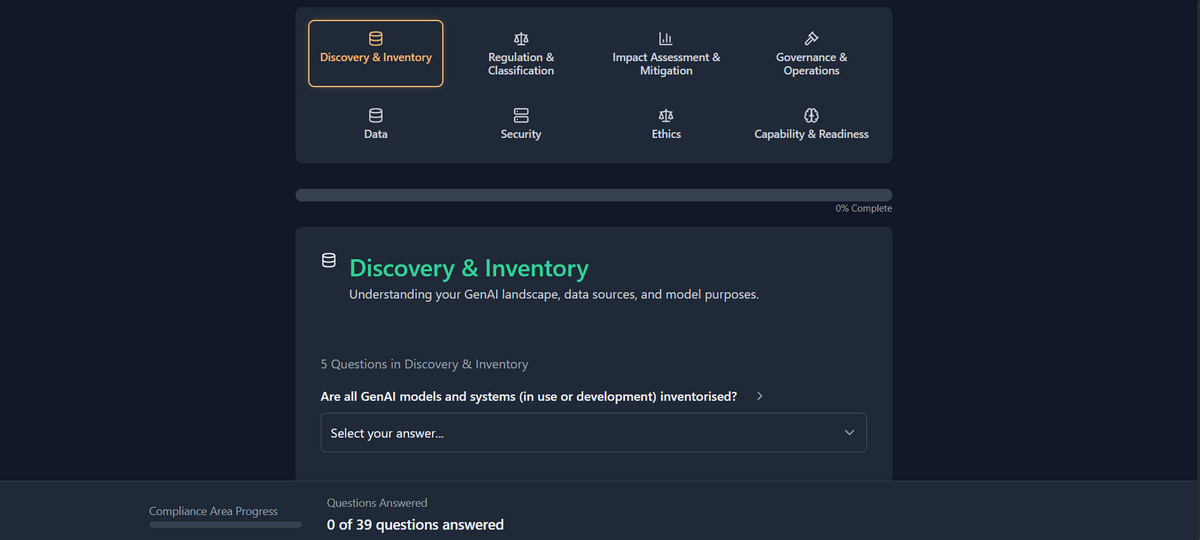 Discovery & Inventory
Regulation &
Classification
Impact Assessment &
Mitigation
Governance &
Operations
Data
Security
Ethics
Capability & Readiness
0% Complete
Discovery & Inventory
Understanding your GenAI landscape, data sources, and model purposes.
5 Questions in Discovery & Inventory
Are all GenAI models and systems (in use or development) inventorised?
Select your answer...
Compliance Area Progress
Questions Answered
0 of 39 questions answered